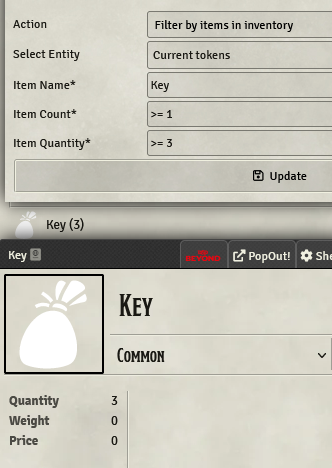 Action Filter by items in inventory
Select Entity Current tokens
Item Name* Key
Item Count* >= 1
Item Quantity* >= 3
Update
Key (3)
Key BEYOND PopOut! She
Key
Common
Quantity 3
Weight 0
Price 0